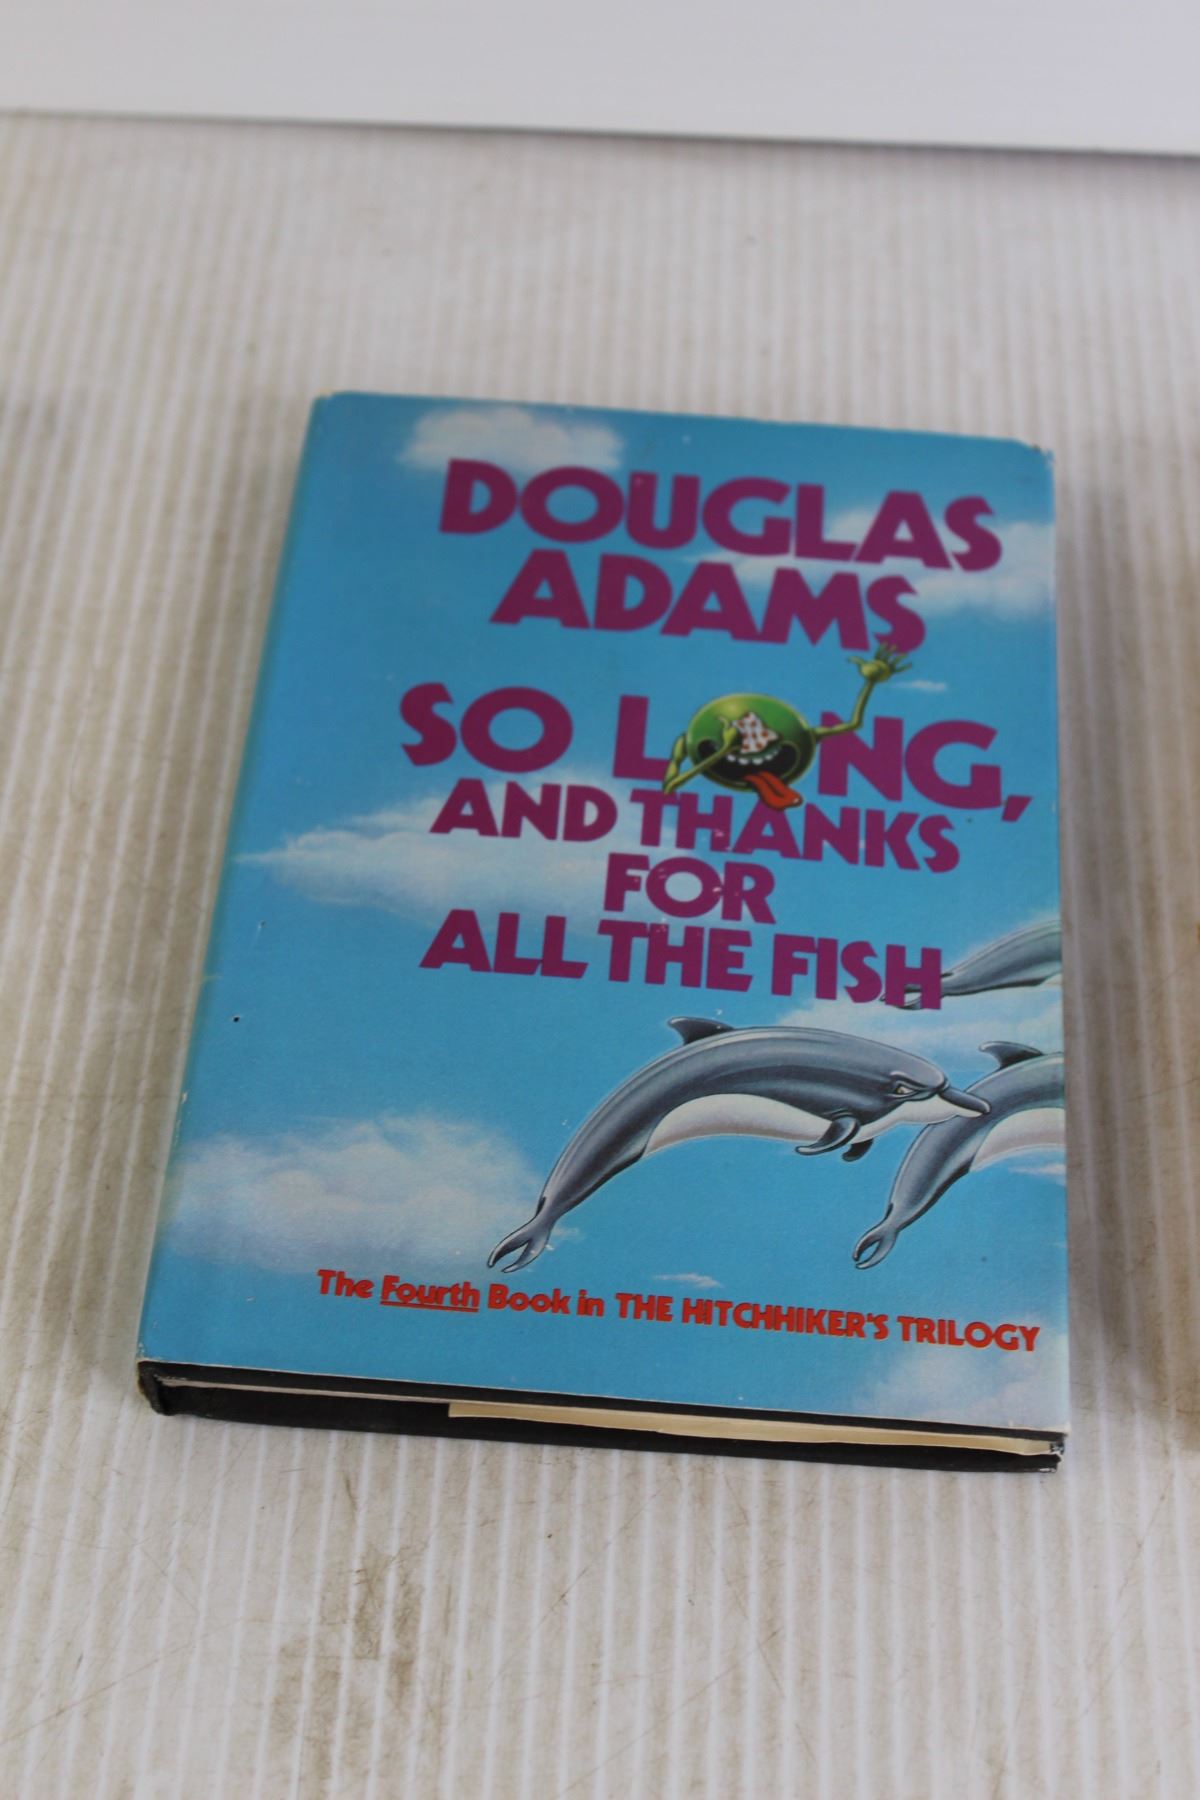 DOUGLAS
ADAMS
SO LONG,
AND THANKS
FOR
ALL THE FISH
The Fourth Book in THE HITCHHIKER'S TRILOGY